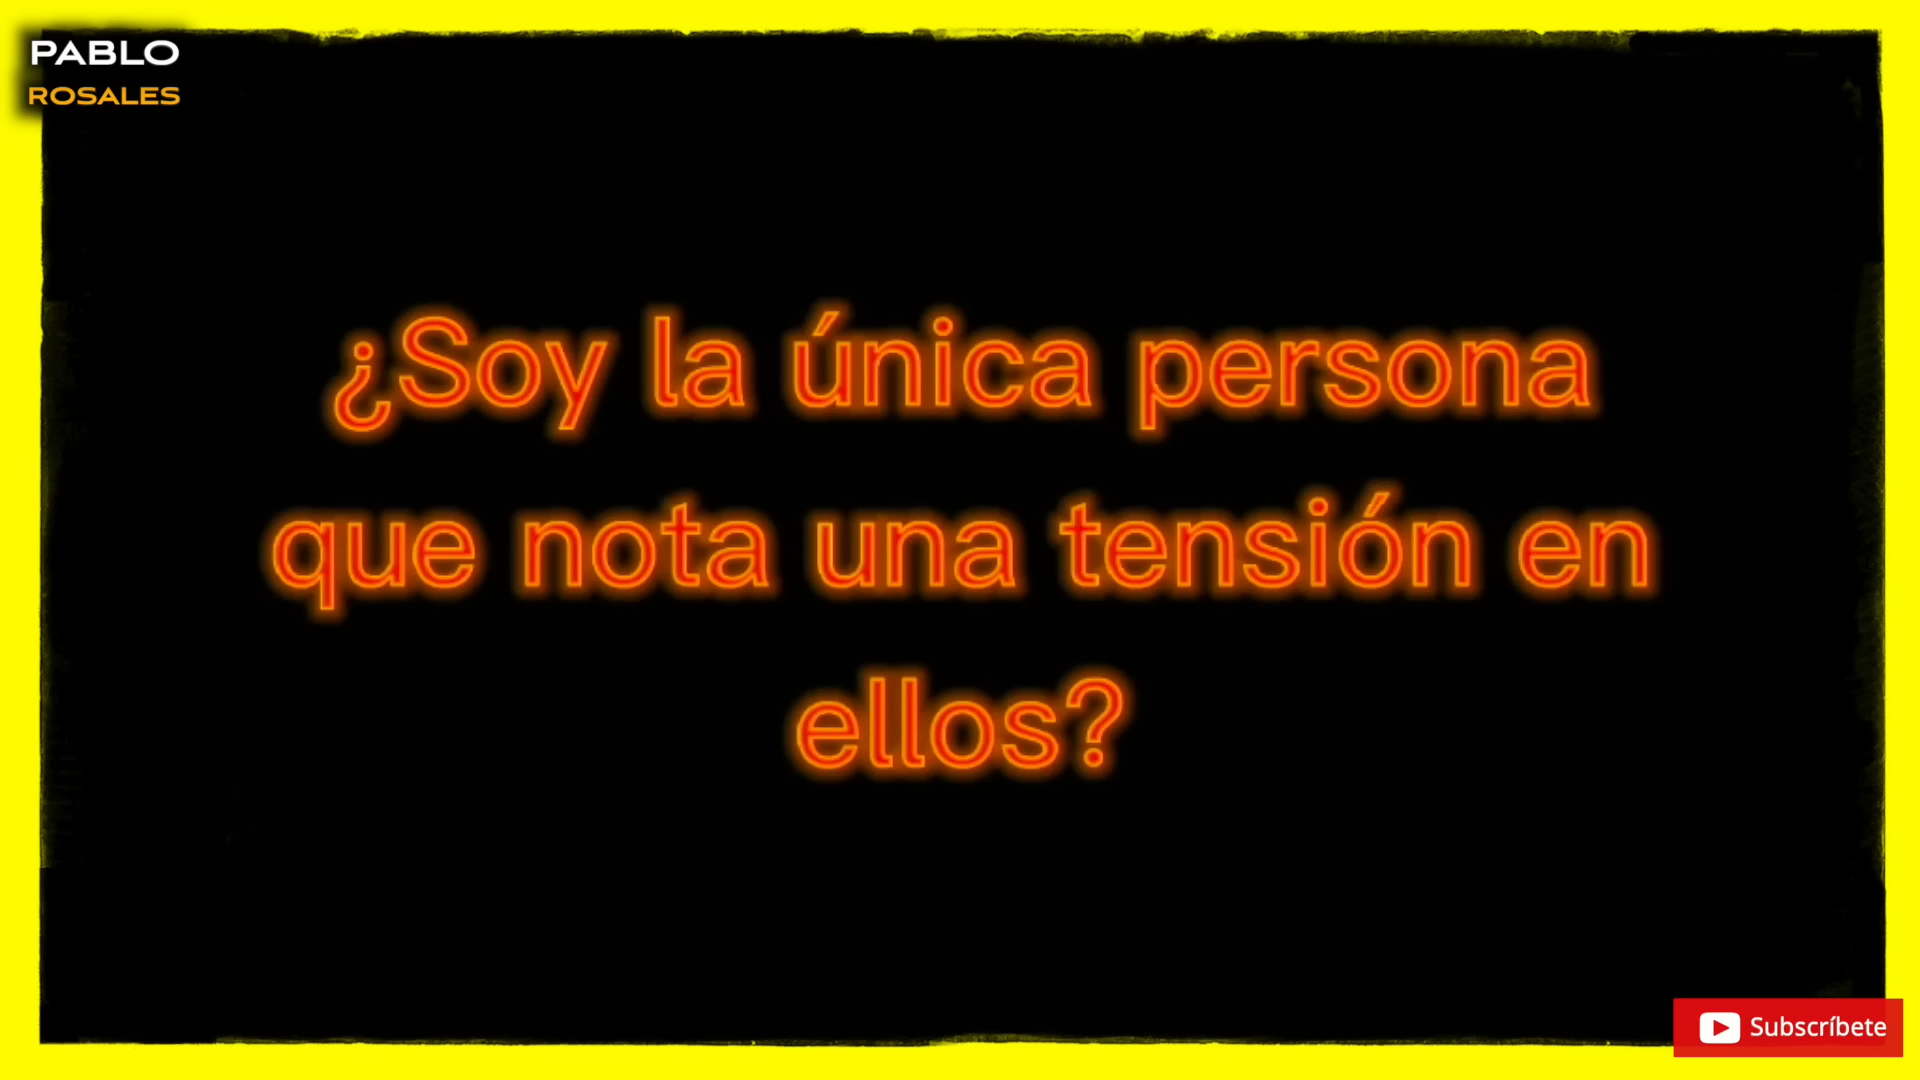 PABLO
ROSALES
¿Soy la única persona
que nota una tensión en
ellos?
Subscríbete